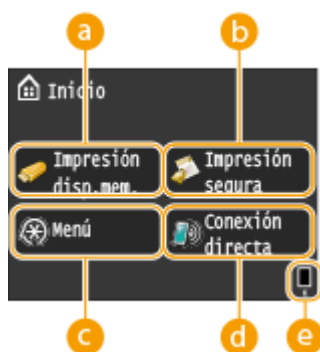 a b
Inicio
Impresión Impresión
disp.mem. segura
Menú Conexión
directa
c d e